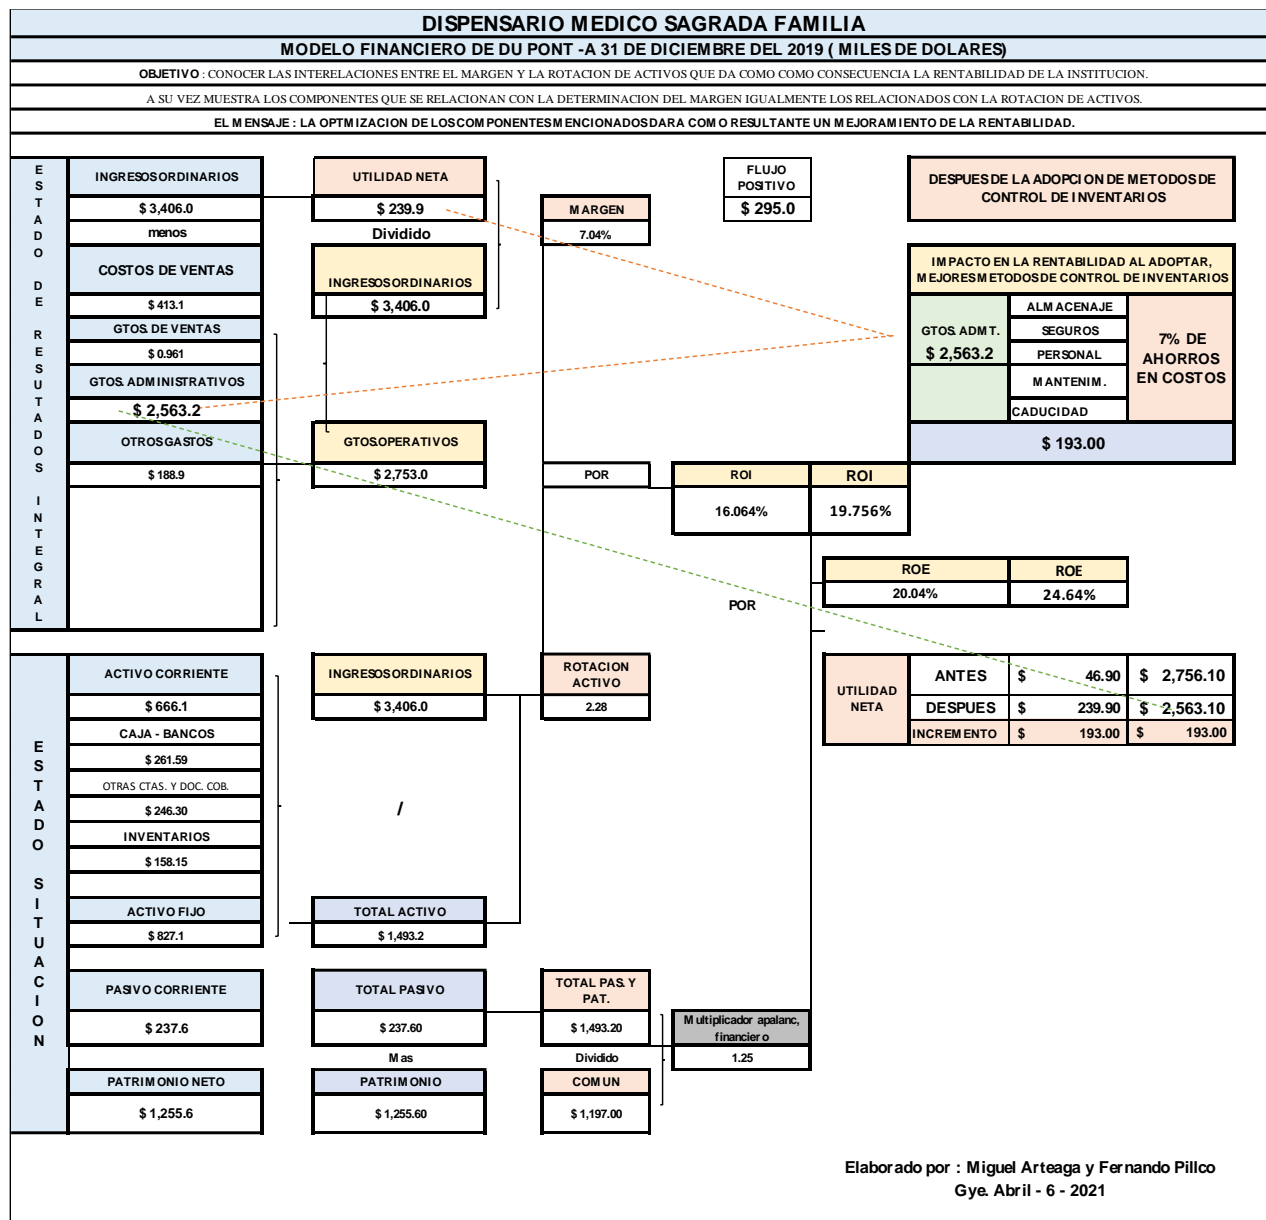 DISPENSARIO MEDICO SAGRADA FAMILIA
MODELO FINANCIERO DE DU PONT -A 31 DE DICIEMBRE DEL 2019 ( MILES DE DOLARES)
OBJETIVO : CONOCER LAS INTERELACIONES ENTRE EL MARGEN Y LA ROTACION DE ACTIVOS QUE DA COMO COMO CONSECUENCIA LA RENTABILIDAD DE LA INSTITUCION.
A SU VEZ MUESTRA LOS COMPONENTES QUE SE RELACIONAN CON LA DETERMINACION DEL MARGEN IGUALMENTE LOS RELACIONADOS CON LA ROTACION DE ACTIVOS.
EL MENSAJE : LA OPTMIZACION DE LOS COMPONENTES MENCIONADOS DARA COMO RESULTANTE UN MEJORAMIENTO DE LA RENTABILIDAD.
ESTADO DE RESULTADOS INTEGRAL
INGRESOS ORDINARIOS
$ 3,406.0
menos
COSTOS DE VENTAS
$ 413.1
GTOS. DE VENTAS
$ 0.961
GTOS. ADMINISTRATIVOS
$ 2,563.2
OTROS GASTOS
$ 188.9
UTILIDAD NETA
$ 239.9
Dividido
INGRESOS ORDINARIOS
$ 3,406.0
GTOS.OPERATIVOS
$ 2,753.0
MARGEN
7.04%
POR
FLUJO
POSITIVO
$ 295.0
DESPUES DE LA ADOPCION DE METODOS DE
CONTROL DE INVENTARIOS
IMPACTO EN LA RENTABILIDAD AL ADOPTAR,
MEJORES METODOS DE CONTROL DE INVENTARIOS
GTOS. ADMT.
$ 2,563.2
ALMACENAJE
SEGUROS
PERSONAL
MANTENIM.
CADUCIDAD
7% DE
AHORROS
EN COSTOS
$ 193.00
ROI
16.064%
ROI
19.756%
ROE
20.04%
ROE
24.64%
POR
UTILIDAD
NETA
ANTES $ 46.90 $ 2,756.10
DESPUES $ 239.90 $ 2,563.10
INCREMENTO $ 193.00 $ 193.00
ESTADO SITUACION
ACTIVO CORRIENTE
$ 666.1
CAJA - BANCOS
$ 261.59
OTRAS CTAS. Y DOC. COB.
$ 246.30
INVENTARIOS
$ 158.15
ACTIVO FIJO
$ 827.1
INGRESOS ORDINARIOS
$ 3,406.0
/
TOTAL ACTIVO
$ 1,493.2
ROTACION
ACTIVO
2.28
PASIVO CORRIENTE
$ 237.6
PATRIMONIO NETO
$ 1,255.6
TOTAL PASIVO
$ 237.60
Mas
PATRIMONIO
$ 1,255.60
TOTAL PAS. Y
PAT.
$ 1,493.20
Dividido
COMUN
$ 1,197.00
Multiplicador apalanc,
financiero
1.25
Elaborado por : Miguel Arteaga y Fernando Pillco
Gye. Abril - 6 - 2021